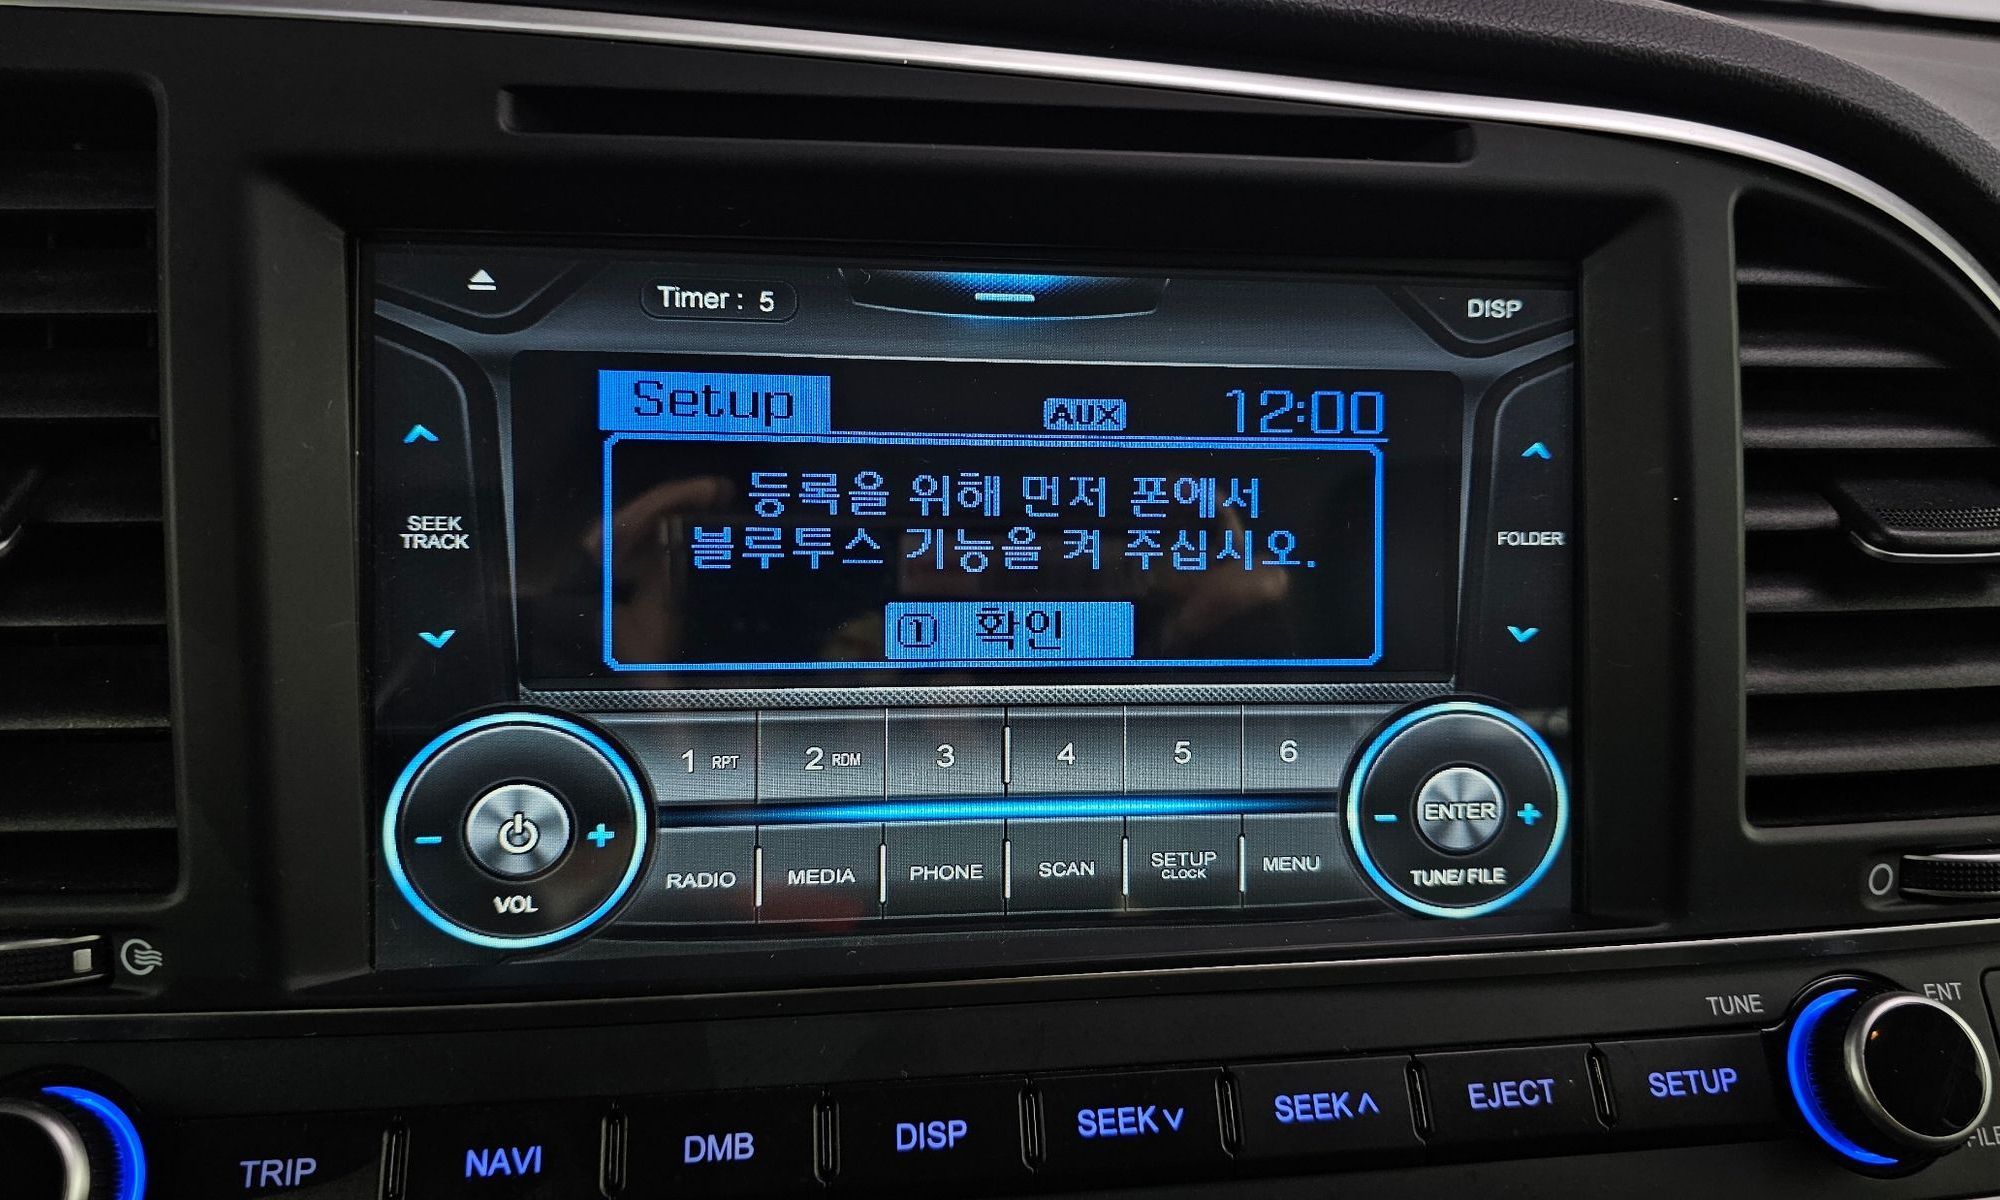 Timer : 5
DISP
Setup AUX 12:00
등록을 위해 먼저 폰에서
블루투스 기능을 켜 주십시오.
① 확인
SEEK
TRACK
FOLDER
1 RPT 2 RDM 3 4 5 6
ENTER
RADIO MEDIA PHONE SCAN SETUP MENU
CLOCK
VOL
TUNE/FILE
TUNE ENT
TRIP NAVI DMB DISP SEEK∨ SEEK∧ EJECT SETUP
FILE